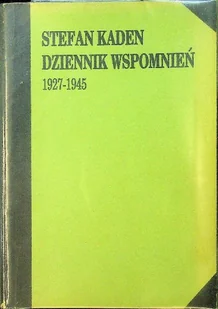 STEFAN KADEN
DZIENNIK WSPOMNIEŃ
1927-1945